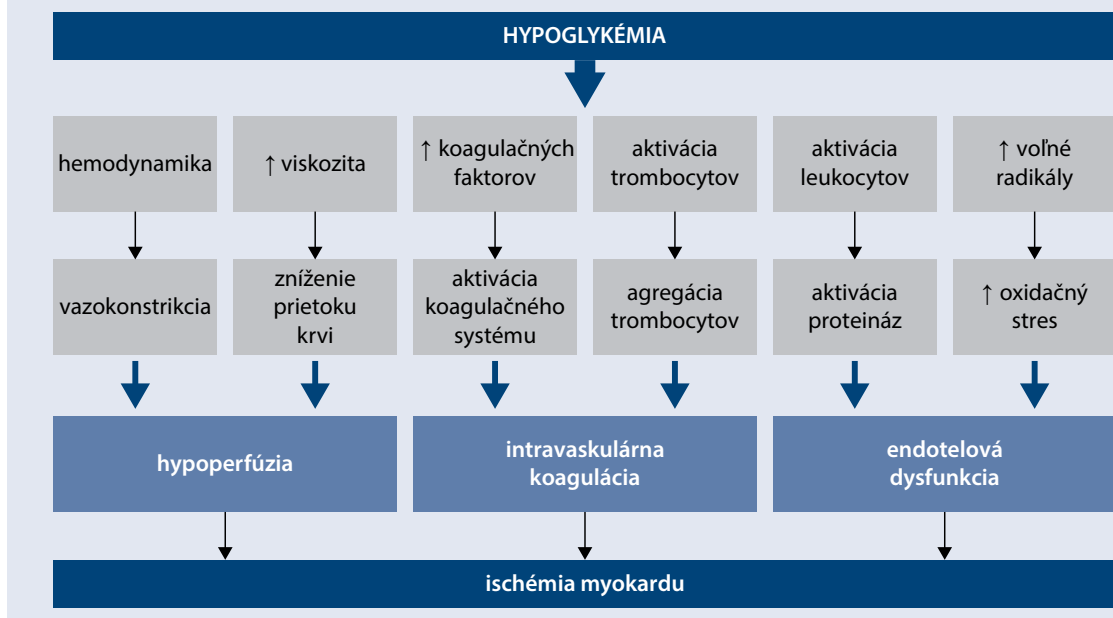 HYPOGLYKÉMIA
hemodynamika
↑ viskozita
↑ koagulačných
faktorov
aktivácia
trombocytov
aktivácia
leukocytov
↑ voľné
radikály
vazokonstrikcia
zníženie
prietoku
krvi
aktivácia
koagulačného
systému
agregácia
trombocytov
aktivácia
proteináz
↑ oxidačný
stres
hypoperfúzia
intravaskulárna
koagulácia
endotelová
dysfunkcia
ischémia myokardu